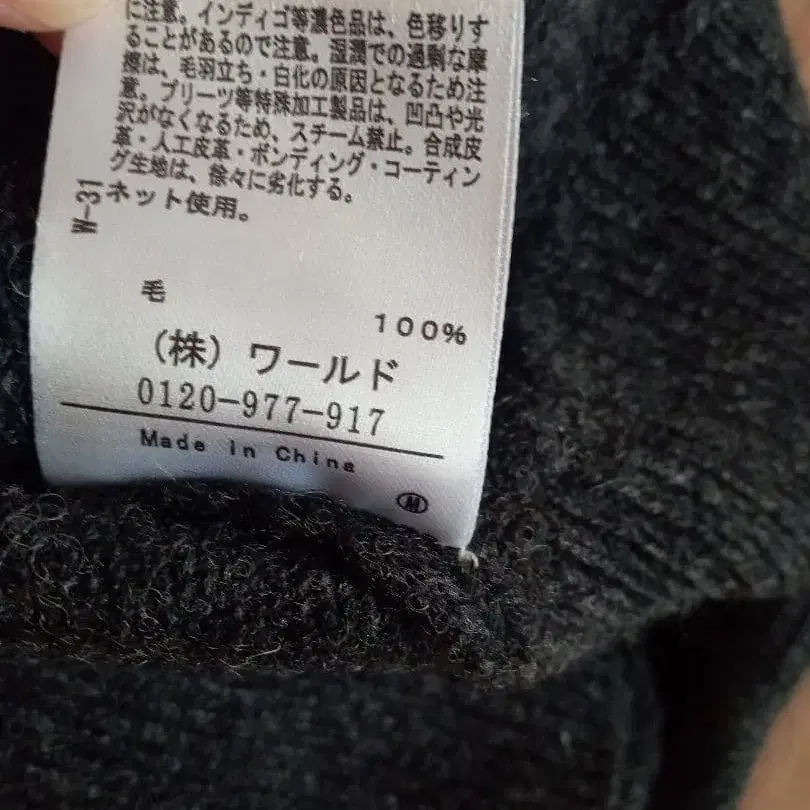 に注意。インディゴ等濃色品は、色移りす
ることがあるので注意。湿潤での過剰な摩
擦は、毛羽立ち・白化の原因となるため注
意。プリーツ等特殊加工製品は、凹凸や光
沢がなくなるため、スチーム禁止。合成皮
革・人工皮革・ボンディング・コーティン
グ生地は、徐々に劣化する。
ネット使用。
W-31
毛
100%
(株) ワールド
0120-977-917
Made in China
M